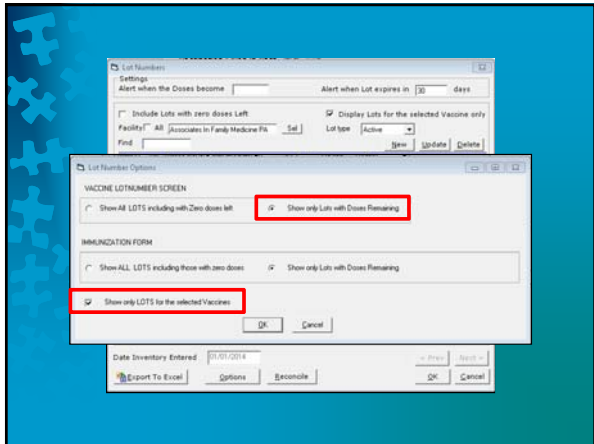 Lot Numbers
Settings
Alert when the Doses become
Alert when Lot expires in 30 days
Include Lots with zero doses Left
Display Lots for the selected Vaccine only
Facility All Associates In Family Medicine PA Sel Lot type Active
Find
New Update Delete
Lot Number Options
VACCINE LOTNUMBER SCREEN
Show All LOTS including with Zero doses left
Show only Lots with Doses Remaining
IMMUNIZATION FORM
Show ALL LOTS including those with zero doses
Show only Lots with Doses Remaining
Show only LOTS for the selected Vaccines
OK Cancel
Date Inventory Entered 01/01/2014
< Prev Next >
Export To Excel Options Reconcile OK Cancel